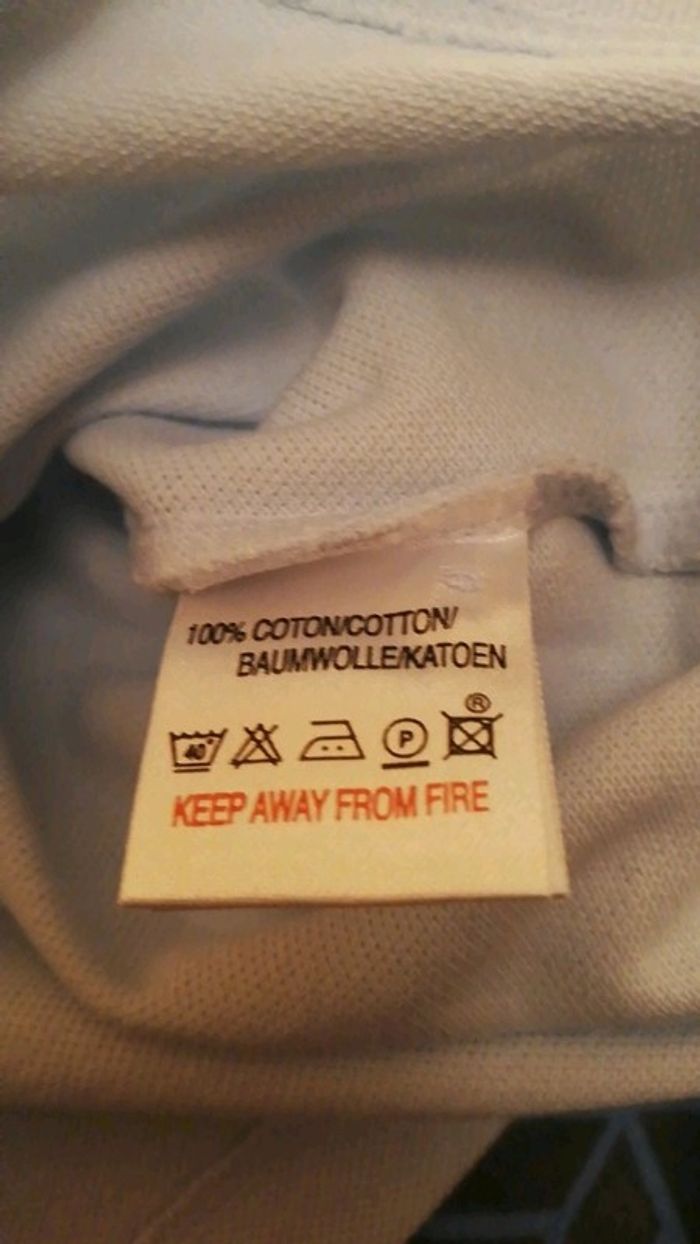 100% COTON/COTTON/
BAUMWOLLE/KATOEN
®
40° P
KEEP AWAY FROM FIRE